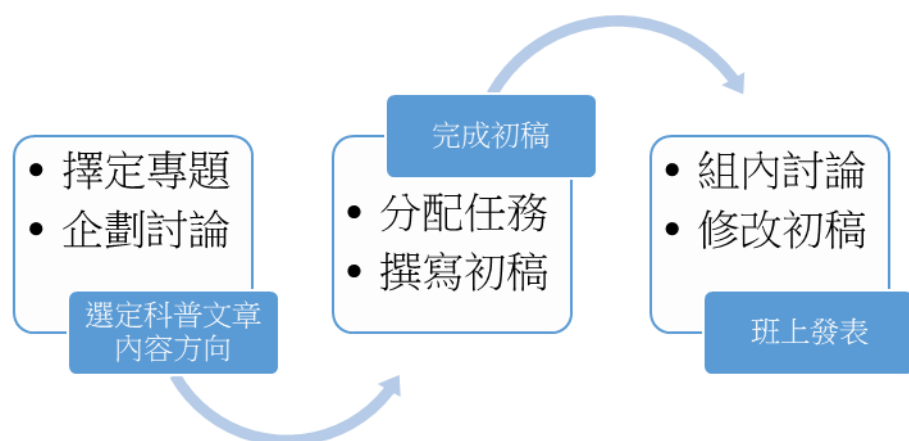 • 擇定專題
• 企劃討論
選定科普文章
內容方向
完成初稿
• 分配任務
• 撰寫初稿
• 組內討論
• 修改初稿
班上發表